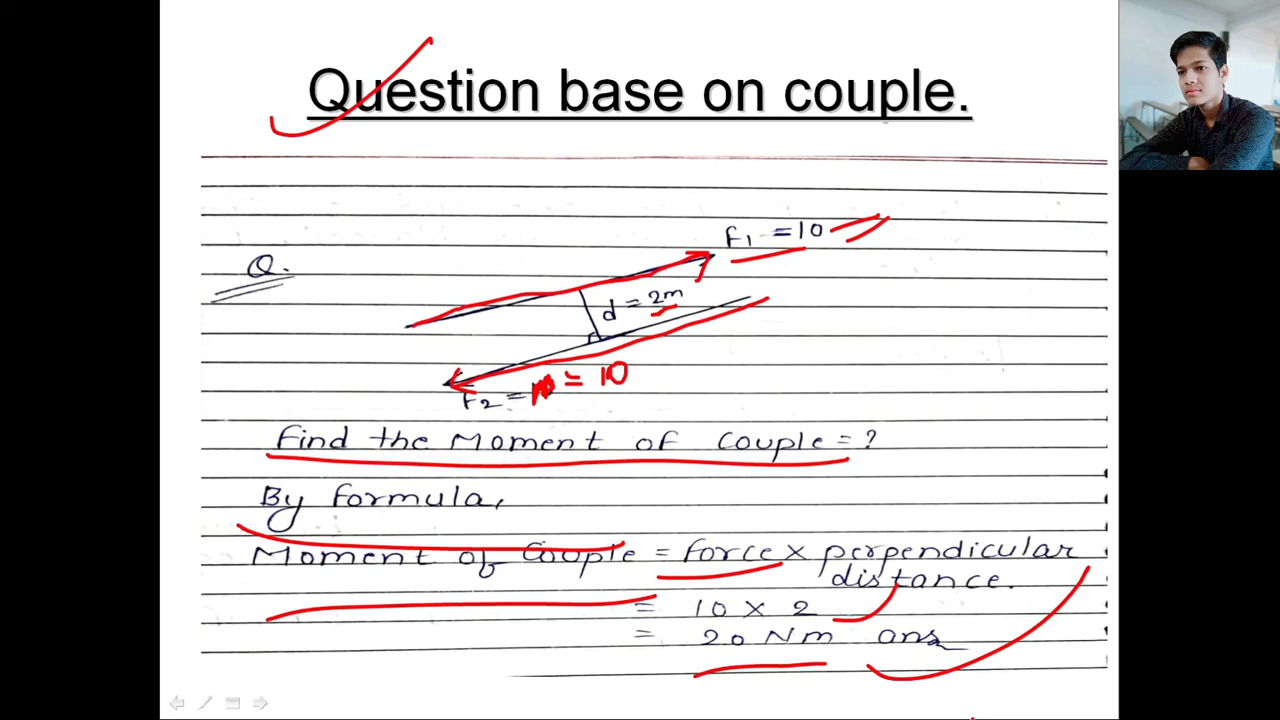 Question base on couple.
F1 = 10
Q.
d = 2m
F2 = = 10
Find the Moment of Couple = ?
By formula,
Moment of Couple = force × perpendicular
distance.
= 10 × 2
= 20 Nm ans